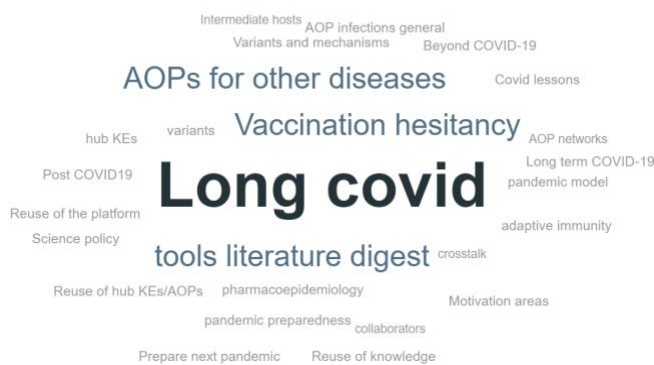 Intermediate hosts
AOP infections general
Variants and mechanisms
Beyond COVID-19
AOPs for other diseases
Covid lessons
Vaccination hesitancy
variants
hub KEs
AOP networks
Long term COVID-19
Long covid
Post COVID19
pandemic model
Reuse of the platform
adaptive immunity
Science policy
tools literature digest
crosstalk
Reuse of hub KEs/AOPs
pharmacoepidemiology
Motivation areas
pandemic preparedness
collaborators
Prepare next pandemic
Reuse of knowledge